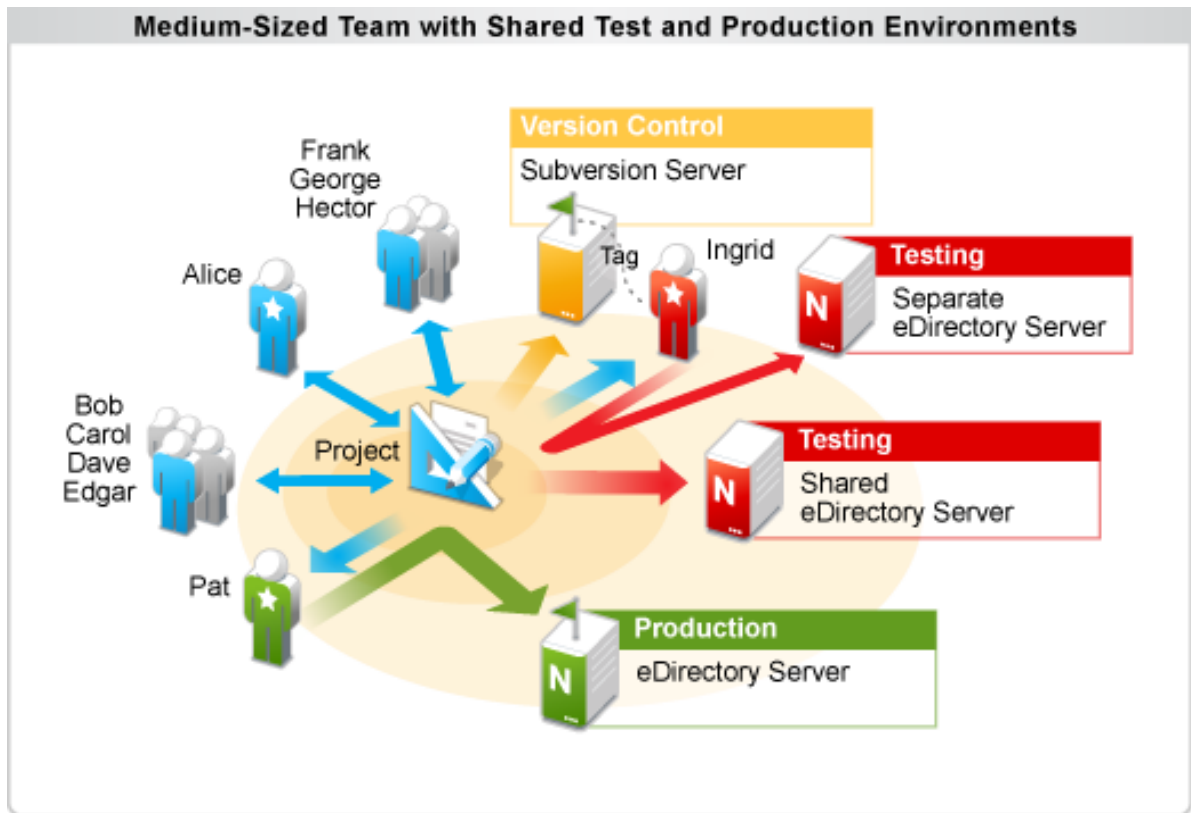 Medium-Sized Team with Shared Test and Production Environments
Frank
George
Hector
Version Control
Subversion Server
Tag
Ingrid
Alice
Testing
N
Separate
eDirectory Server
Bob
Carol
Dave
Edgar
Project
Testing
N
Shared
eDirectory Server
Pat
Production
N
eDirectory Server